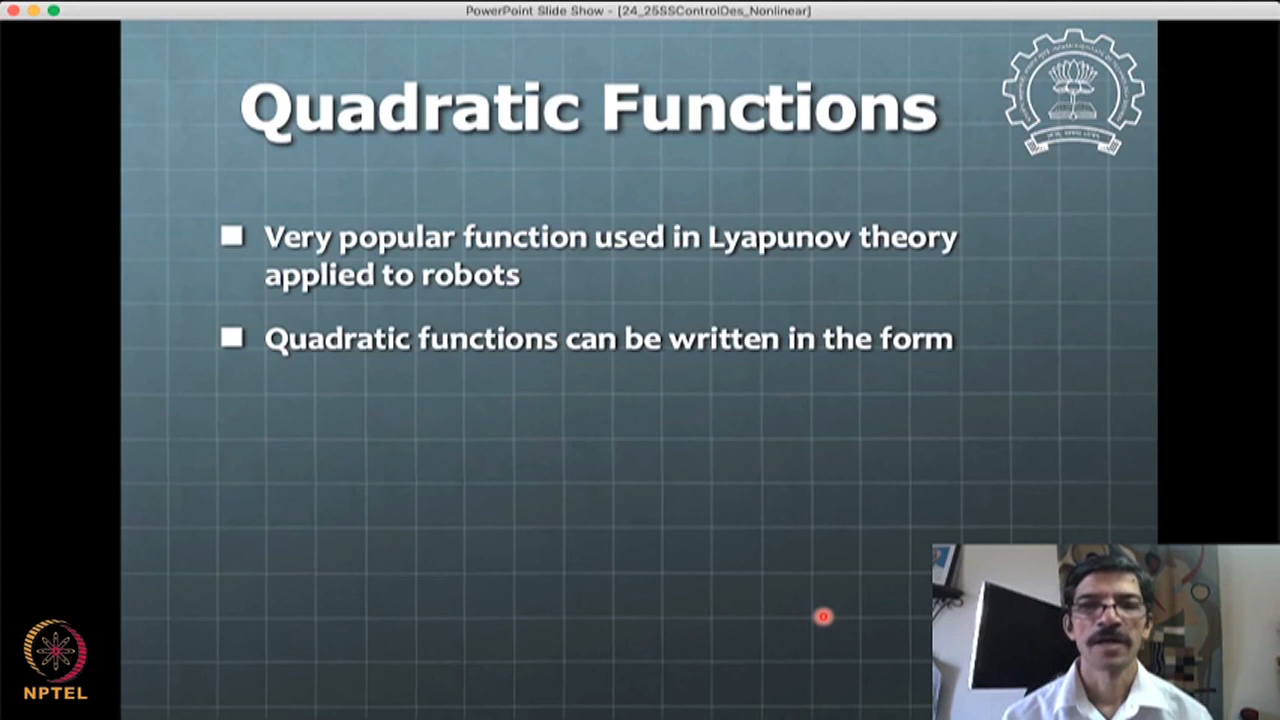 PowerPoint Slide Show - [24_25SSControlDes_Nonlinear]
Quadratic Functions
Very popular function used in Lyapunov theory
applied to robots
Quadratic functions can be written in the form
NPTEL